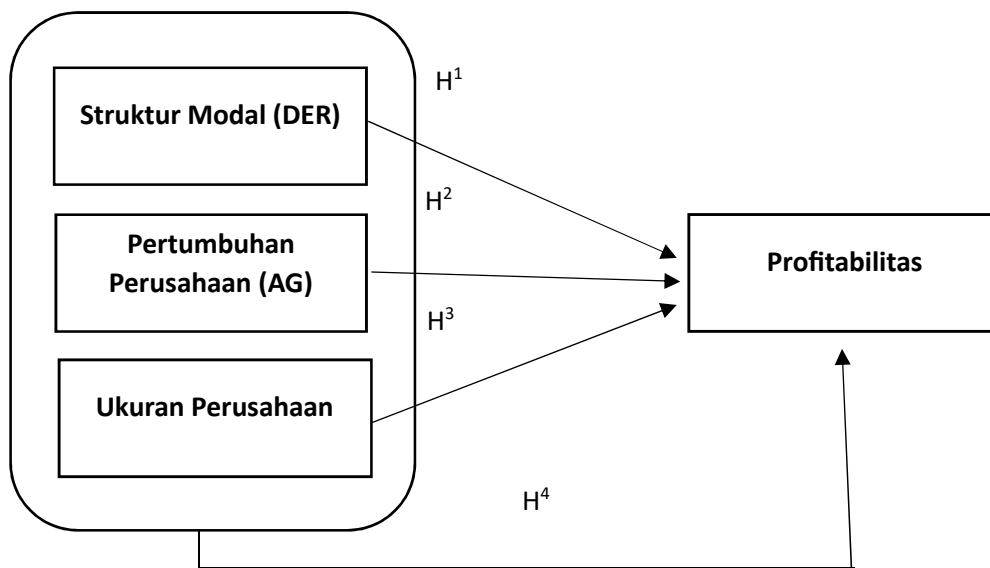 H¹
Struktur Modal (DER)
H²
Pertumbuhan
Perusahaan (AG)
Profitabilitas
H³
Ukuran Perusahaan
H⁴